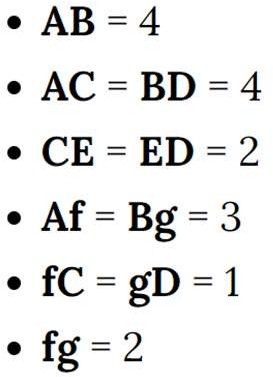 • AB = 4
• AC = BD = 4
• CE = ED = 2
• Af = Bg = 3
• fC = gD = 1
• fg = 2